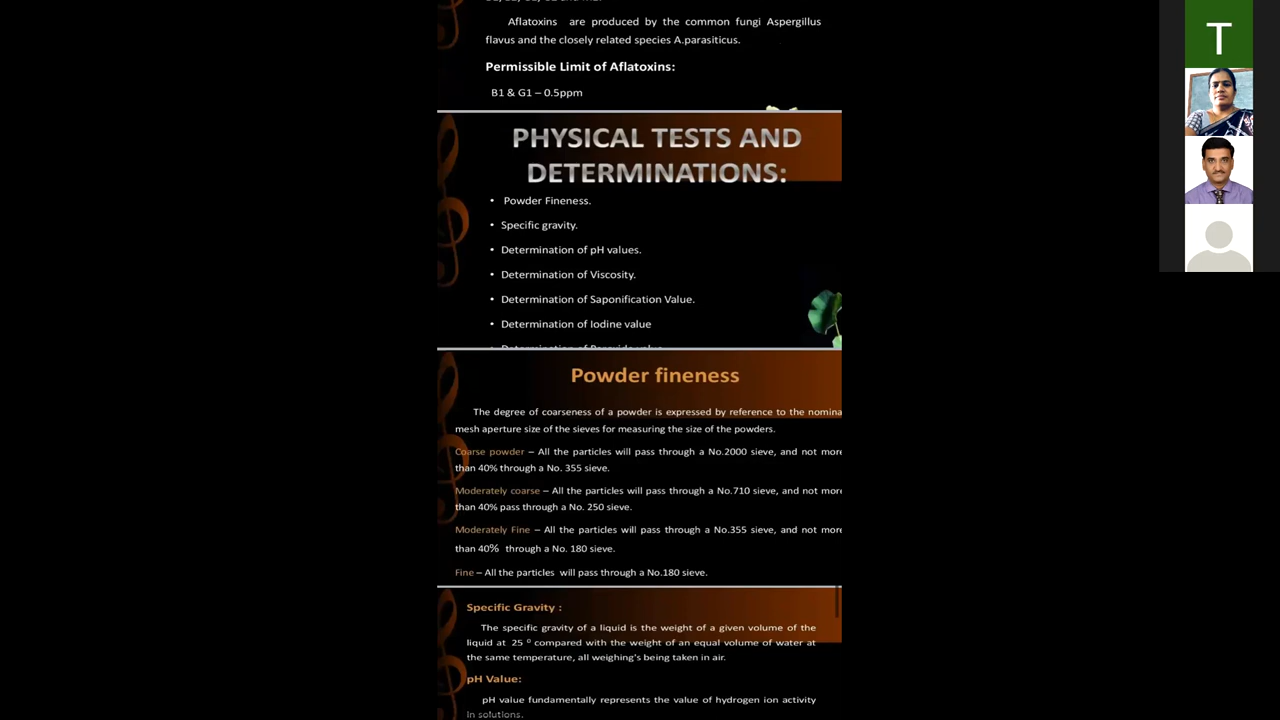 Aflatoxins are produced by the common fungi Aspergillus
flavus and the closely related species A.parasiticus.
Permissible Limit of Aflatoxins:
B1 & G1 – 0.5ppm
PHYSICAL TESTS AND
DETERMINATIONS:
• Powder Fineness.
• Specific gravity.
• Determination of pH values.
• Determination of Viscosity.
• Determination of Saponification Value.
• Determination of Iodine value
• Determination of Peroxide value
Powder fineness
The degree of coarseness of a powder is expressed by reference to the nomina
mesh aperture size of the sieves for measuring the size of the powders.
Coarse powder – All the particles will pass through a No.2000 sieve, and not more
than 40% through a No. 355 sieve.
Moderately coarse – All the particles will pass through a No.710 sieve, and not more
than 40% pass through a No. 250 sieve.
Moderately Fine – All the particles will pass through a No.355 sieve, and not more
than 40% through a No. 180 sieve.
Fine – All the particles will pass through a No.180 sieve.
Specific Gravity :
The specific gravity of a liquid is the weight of a given volume of the
liquid at 25 ⁰ compared with the weight of an equal volume of water at
the same temperature, all weighing's being taken in air.
pH Value:
pH value fundamentally represents the value of hydrogen ion activity
in solutions.
T